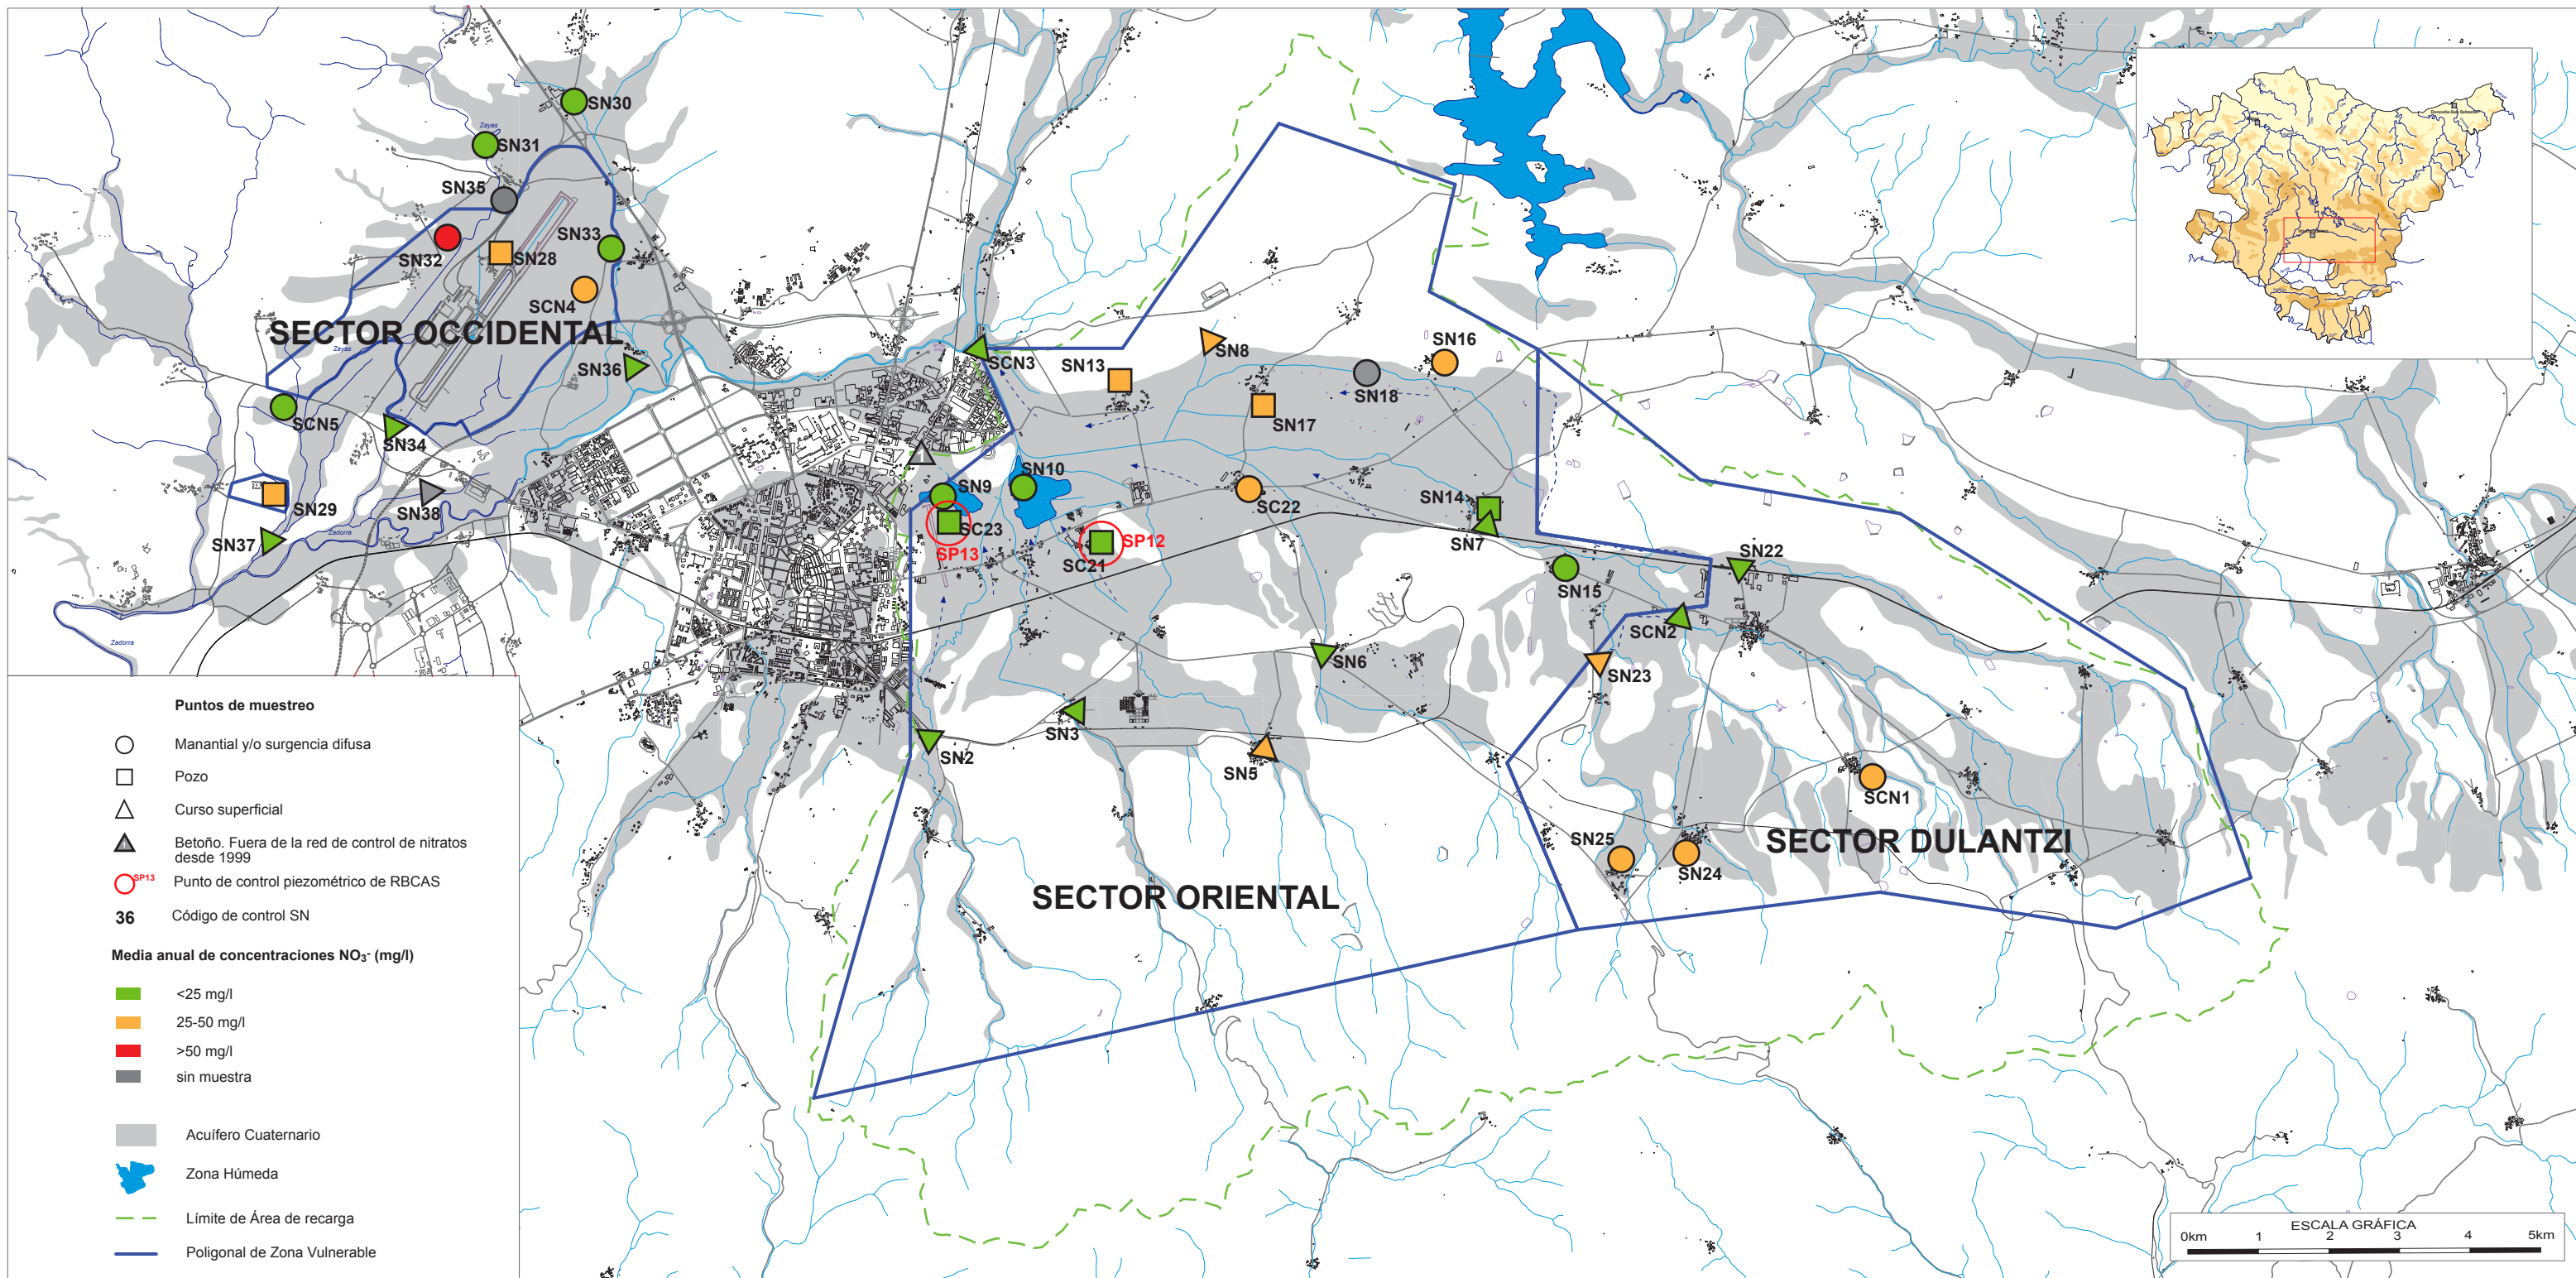 SN30
Zayas
SN31
SN35
SN33
SN32
SN28
SCN4
SECTOR OCCIDENTAL
Zayas
SN36
SCN3
SN13
SN8
SN16
SN18
SN17
SCN5
SN34
SN29
SN38
SN37
Zadorra
Zadorra
SN9
SN10
SC23
SP13
SP12
SC21
SC22
SN14
SN7
SN15
SN22
SCN2
SN23
SN6
SN3
SN2
SN5
SCN1
SN25
SN24
SECTOR DULANTZI
SECTOR ORIENTAL
Puntos de muestreo
Manantial y/o surgencia difusa
Pozo
Curso superficial
Betoño. Fuera de la red de control de nitratos
desde 1999
SP13 Punto de control piezométrico de RBCAS
36 Código de control SN
Media anual de concentraciones NO₃⁻ (mg/l)
<25 mg/l
25-50 mg/l
>50 mg/l
sin muestra
Acuífero Cuaternario
Zona Húmeda
Límite de Área de recarga
Poligonal de Zona Vulnerable
ESCALA GRÁFICA
0km 1 2 3 4 5km